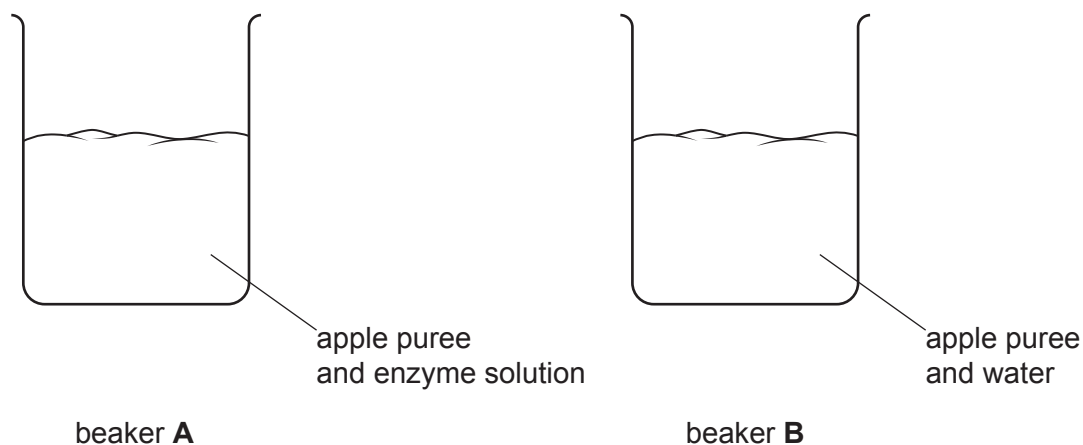 apple puree
and enzyme solution
apple puree
and water
beaker A
beaker B